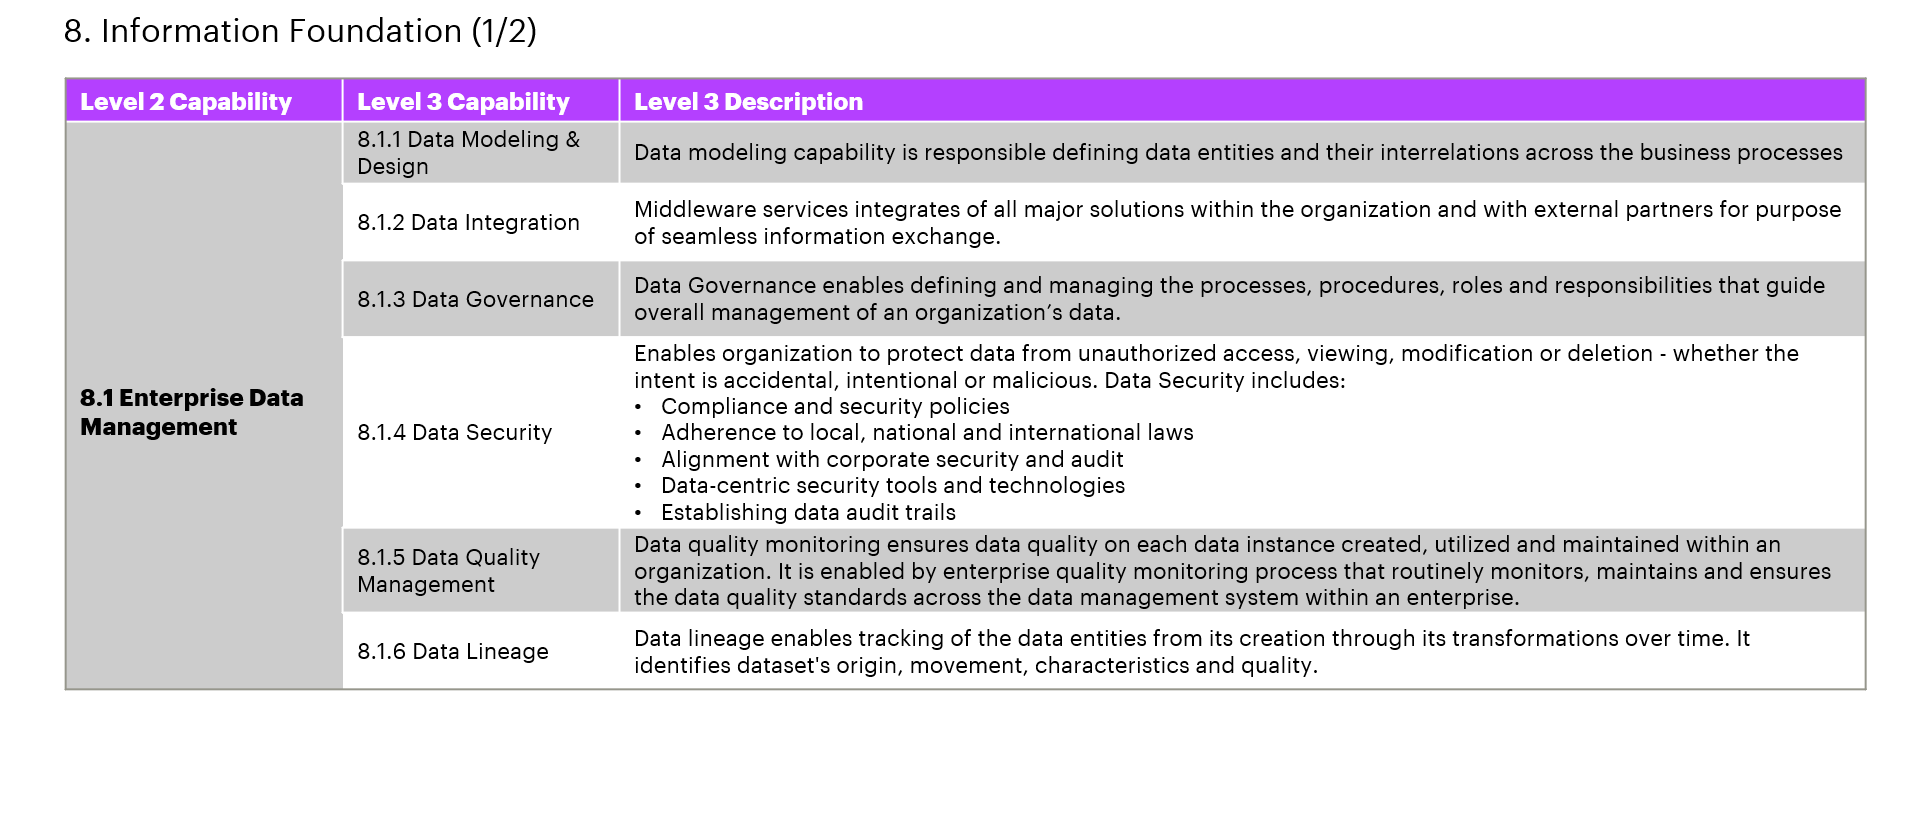 8. Information Foundation (1/2)
Level 2 Capability
Level 3 Capability
Level 3 Description
8.1 Enterprise Data
Management
8.1.1 Data Modeling &
Design
Data modeling capability is responsible defining data entities and their interrelations across the business processes
8.1.2 Data Integration
Middleware services integrates of all major solutions within the organization and with external partners for purpose
of seamless information exchange.
8.1.3 Data Governance
Data Governance enables defining and managing the processes, procedures, roles and responsibilities that guide
overall management of an organization’s data.
8.1.4 Data Security
Enables organization to protect data from unauthorized access, viewing, modification or deletion - whether the
intent is accidental, intentional or malicious. Data Security includes:
• Compliance and security policies
• Adherence to local, national and international laws
• Alignment with corporate security and audit
• Data-centric security tools and technologies
• Establishing data audit trails
8.1.5 Data Quality
Management
Data quality monitoring ensures data quality on each data instance created, utilized and maintained within an
organization. It is enabled by enterprise quality monitoring process that routinely monitors, maintains and ensures
the data quality standards across the data management system within an enterprise.
8.1.6 Data Lineage
Data lineage enables tracking of the data entities from its creation through its transformations over time. It
identifies dataset's origin, movement, characteristics and quality.